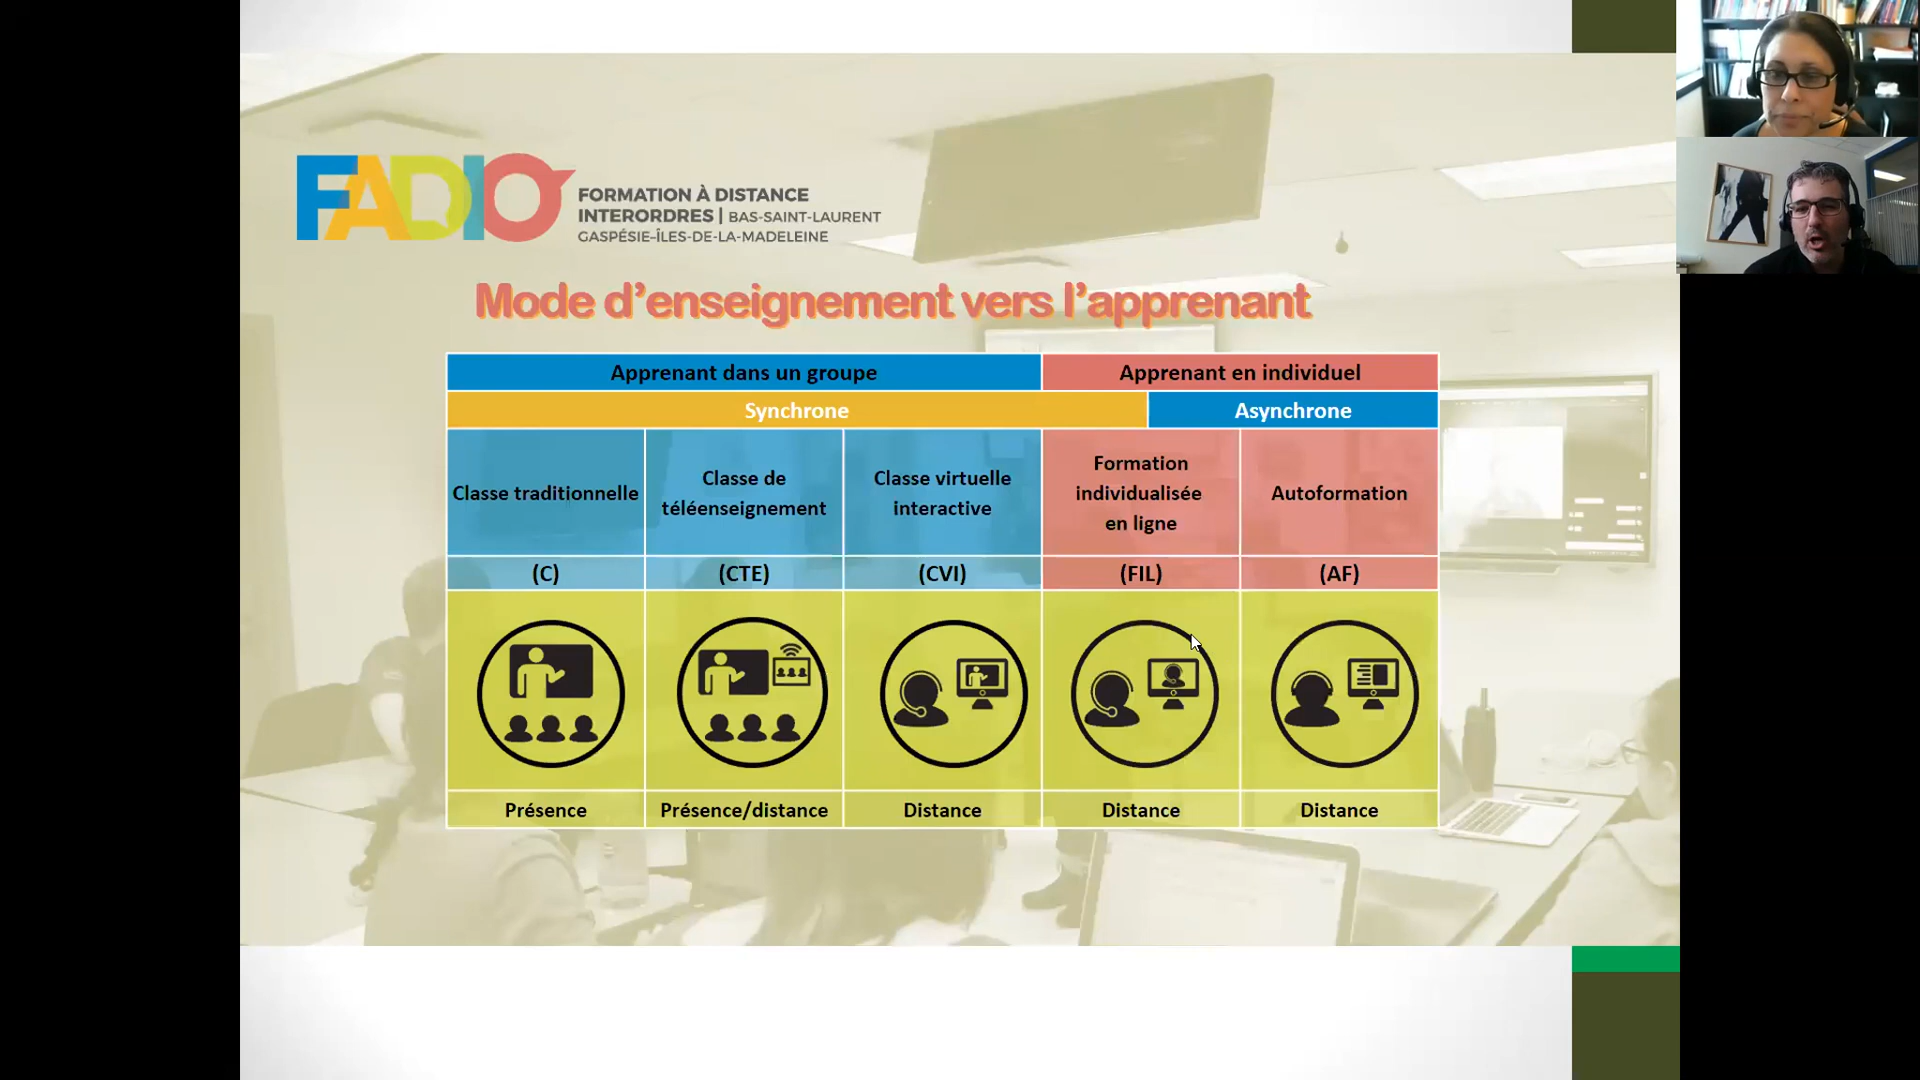 FADIO
FORMATION À DISTANCE
INTERORDRES | BAS-SAINT-LAURENT
GASPÉSIE-ÎLES-DE-LA-MADELEINE
Mode d'enseignement vers l'apprenant
Apprenant dans un groupe
Apprenant en individuel
Synchrone
Asynchrone
Classe traditionnelle
Classe de
téléenseignement
Classe virtuelle
interactive
Formation
individualisée
en ligne
Autoformation
(C)
(CTE)
(CVI)
(FIL)
(AF)
Présence
Présence/distance
Distance
Distance
Distance